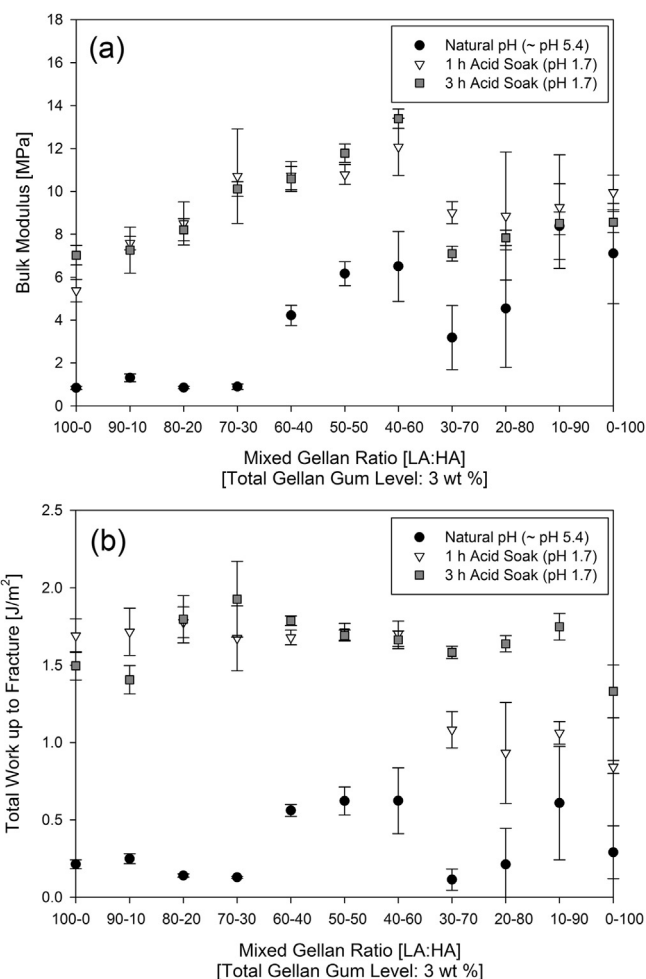 (a)
Natural pH (~ pH 5.4)
1 h Acid Soak (pH 1.7)
3 h Acid Soak (pH 1.7)
Bulk Modulus [MPa]
18
16
14
12
10
8
6
4
2
0
100-0 90-10 80-20 70-30 60-40 50-50 40-60 30-70 20-80 10-90 0-100
Mixed Gellan Ratio [LA:HA]
[Total Gellan Gum Level: 3 wt %]
(b)
Natural pH (~ pH 5.4)
1 h Acid Soak (pH 1.7)
3 h Acid Soak (pH 1.7)
Total Work up to Fracture [J/m²]
2.5
2.0
1.5
1.0
0.5
0.0
100-0 90-10 80-20 70-30 60-40 50-50 40-60 30-70 20-80 10-90 0-100
Mixed Gellan Ratio [LA:HA]
[Total Gellan Gum Level: 3 wt %]